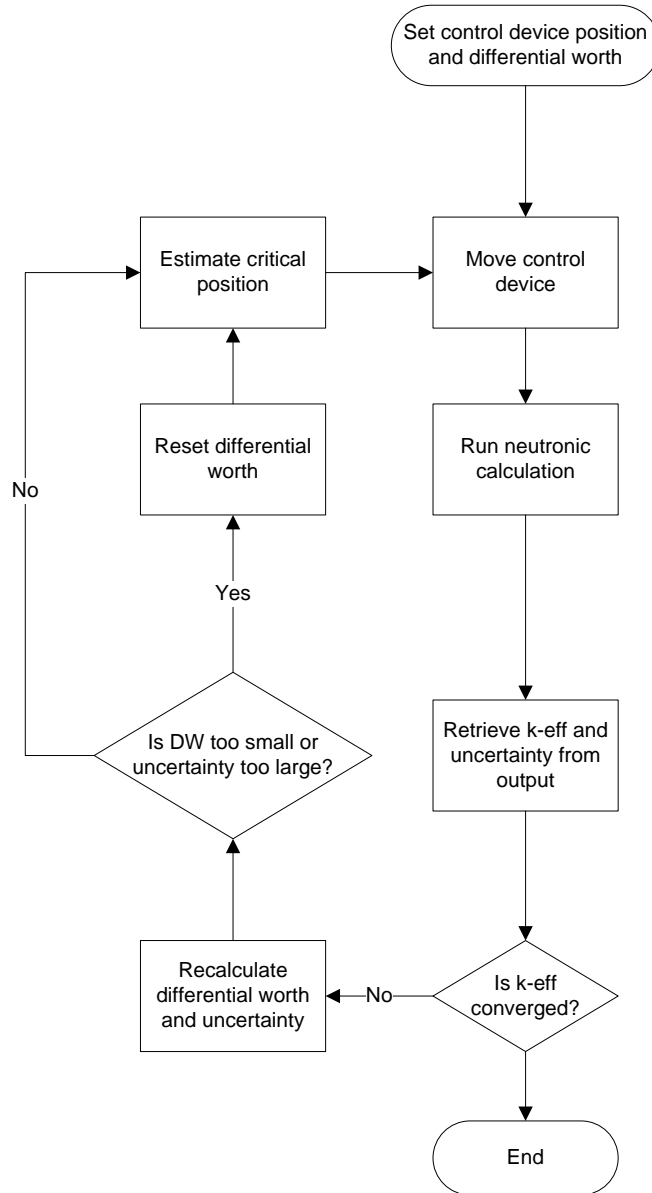 Set control device position
and differential worth
Estimate critical
position
Move control
device
Reset differential
worth
Run neutronic
calculation
No
Yes
Is DW too small or
uncertainty too large?
Retrieve k-eff and
uncertainty from
output
Recalculate
differential worth
and uncertainty
No
Is k-eff
converged?
End